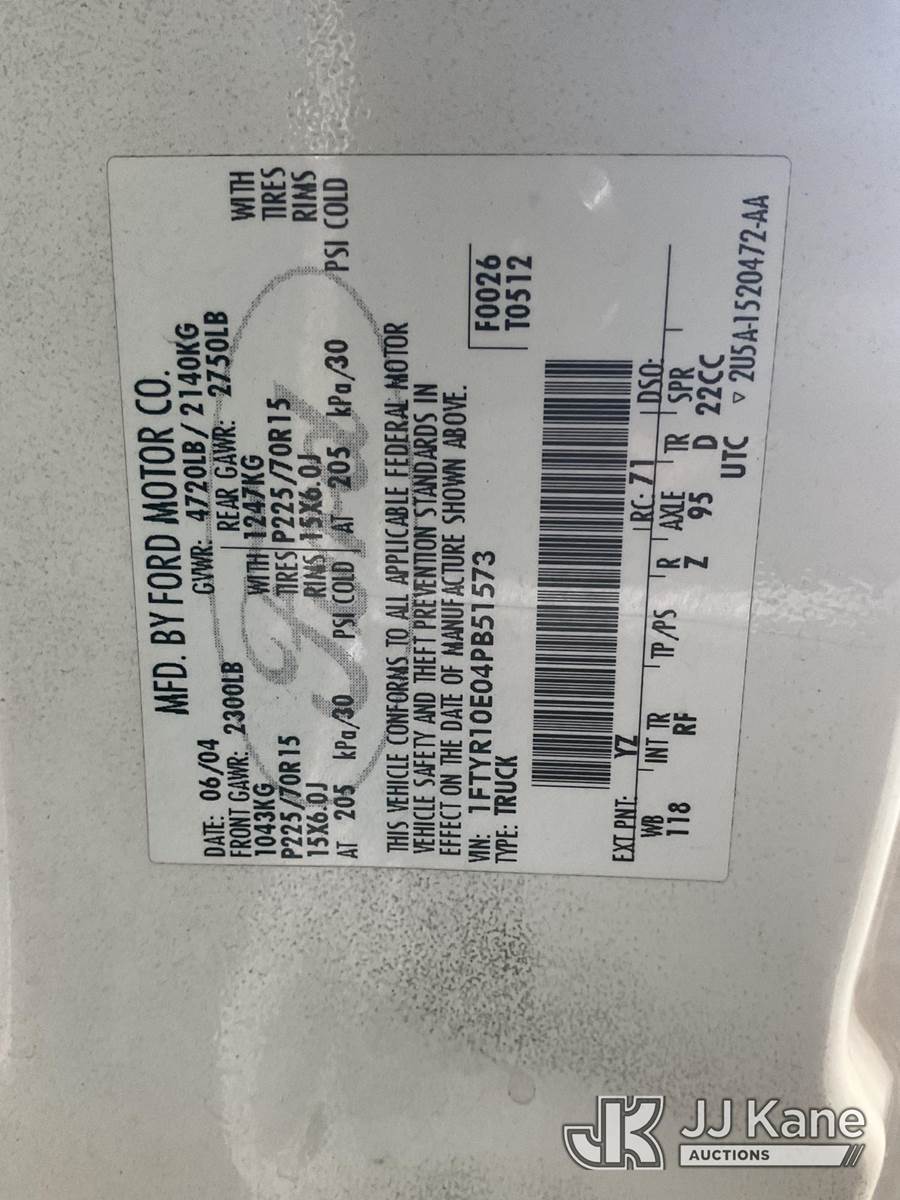 MFD. BY FORD MOTOR CO.
DATE: 06/04 GVWR: 4720LB/2140KG
FRONT GAWR: 2300LB REAR GAWR: 2750LB
1043KG WITH 1247KG WITH
P225/70R15 TIRES P225/70R15 TIRES
15X6.0J RIMS 15X6.0J RIMS
AT 205 kPa/30 PSI COLD AT 205 kPa/30 PSI COLD
Ford
THIS VEHICLE CONFORMS TO ALL APPLICABLE FEDERAL MOTOR
VEHICLE SAFETY AND THEFT PREVENTION STANDARDS IN
EFFECT ON THE DATE OF MANUFACTURE SHOWN ABOVE.
VIN: 1FTYR10E04PB51573 F0026
TYPE: TRUCK T0512
EXT PNT: YZ RC: 71 DSO:
WB INT TR TP/PS R AXLE TR SPR
118 RF Z 95 D 22CC
UTC ▽ 2U5A-1520472-AA
JK JJ Kane
AUCTIONS